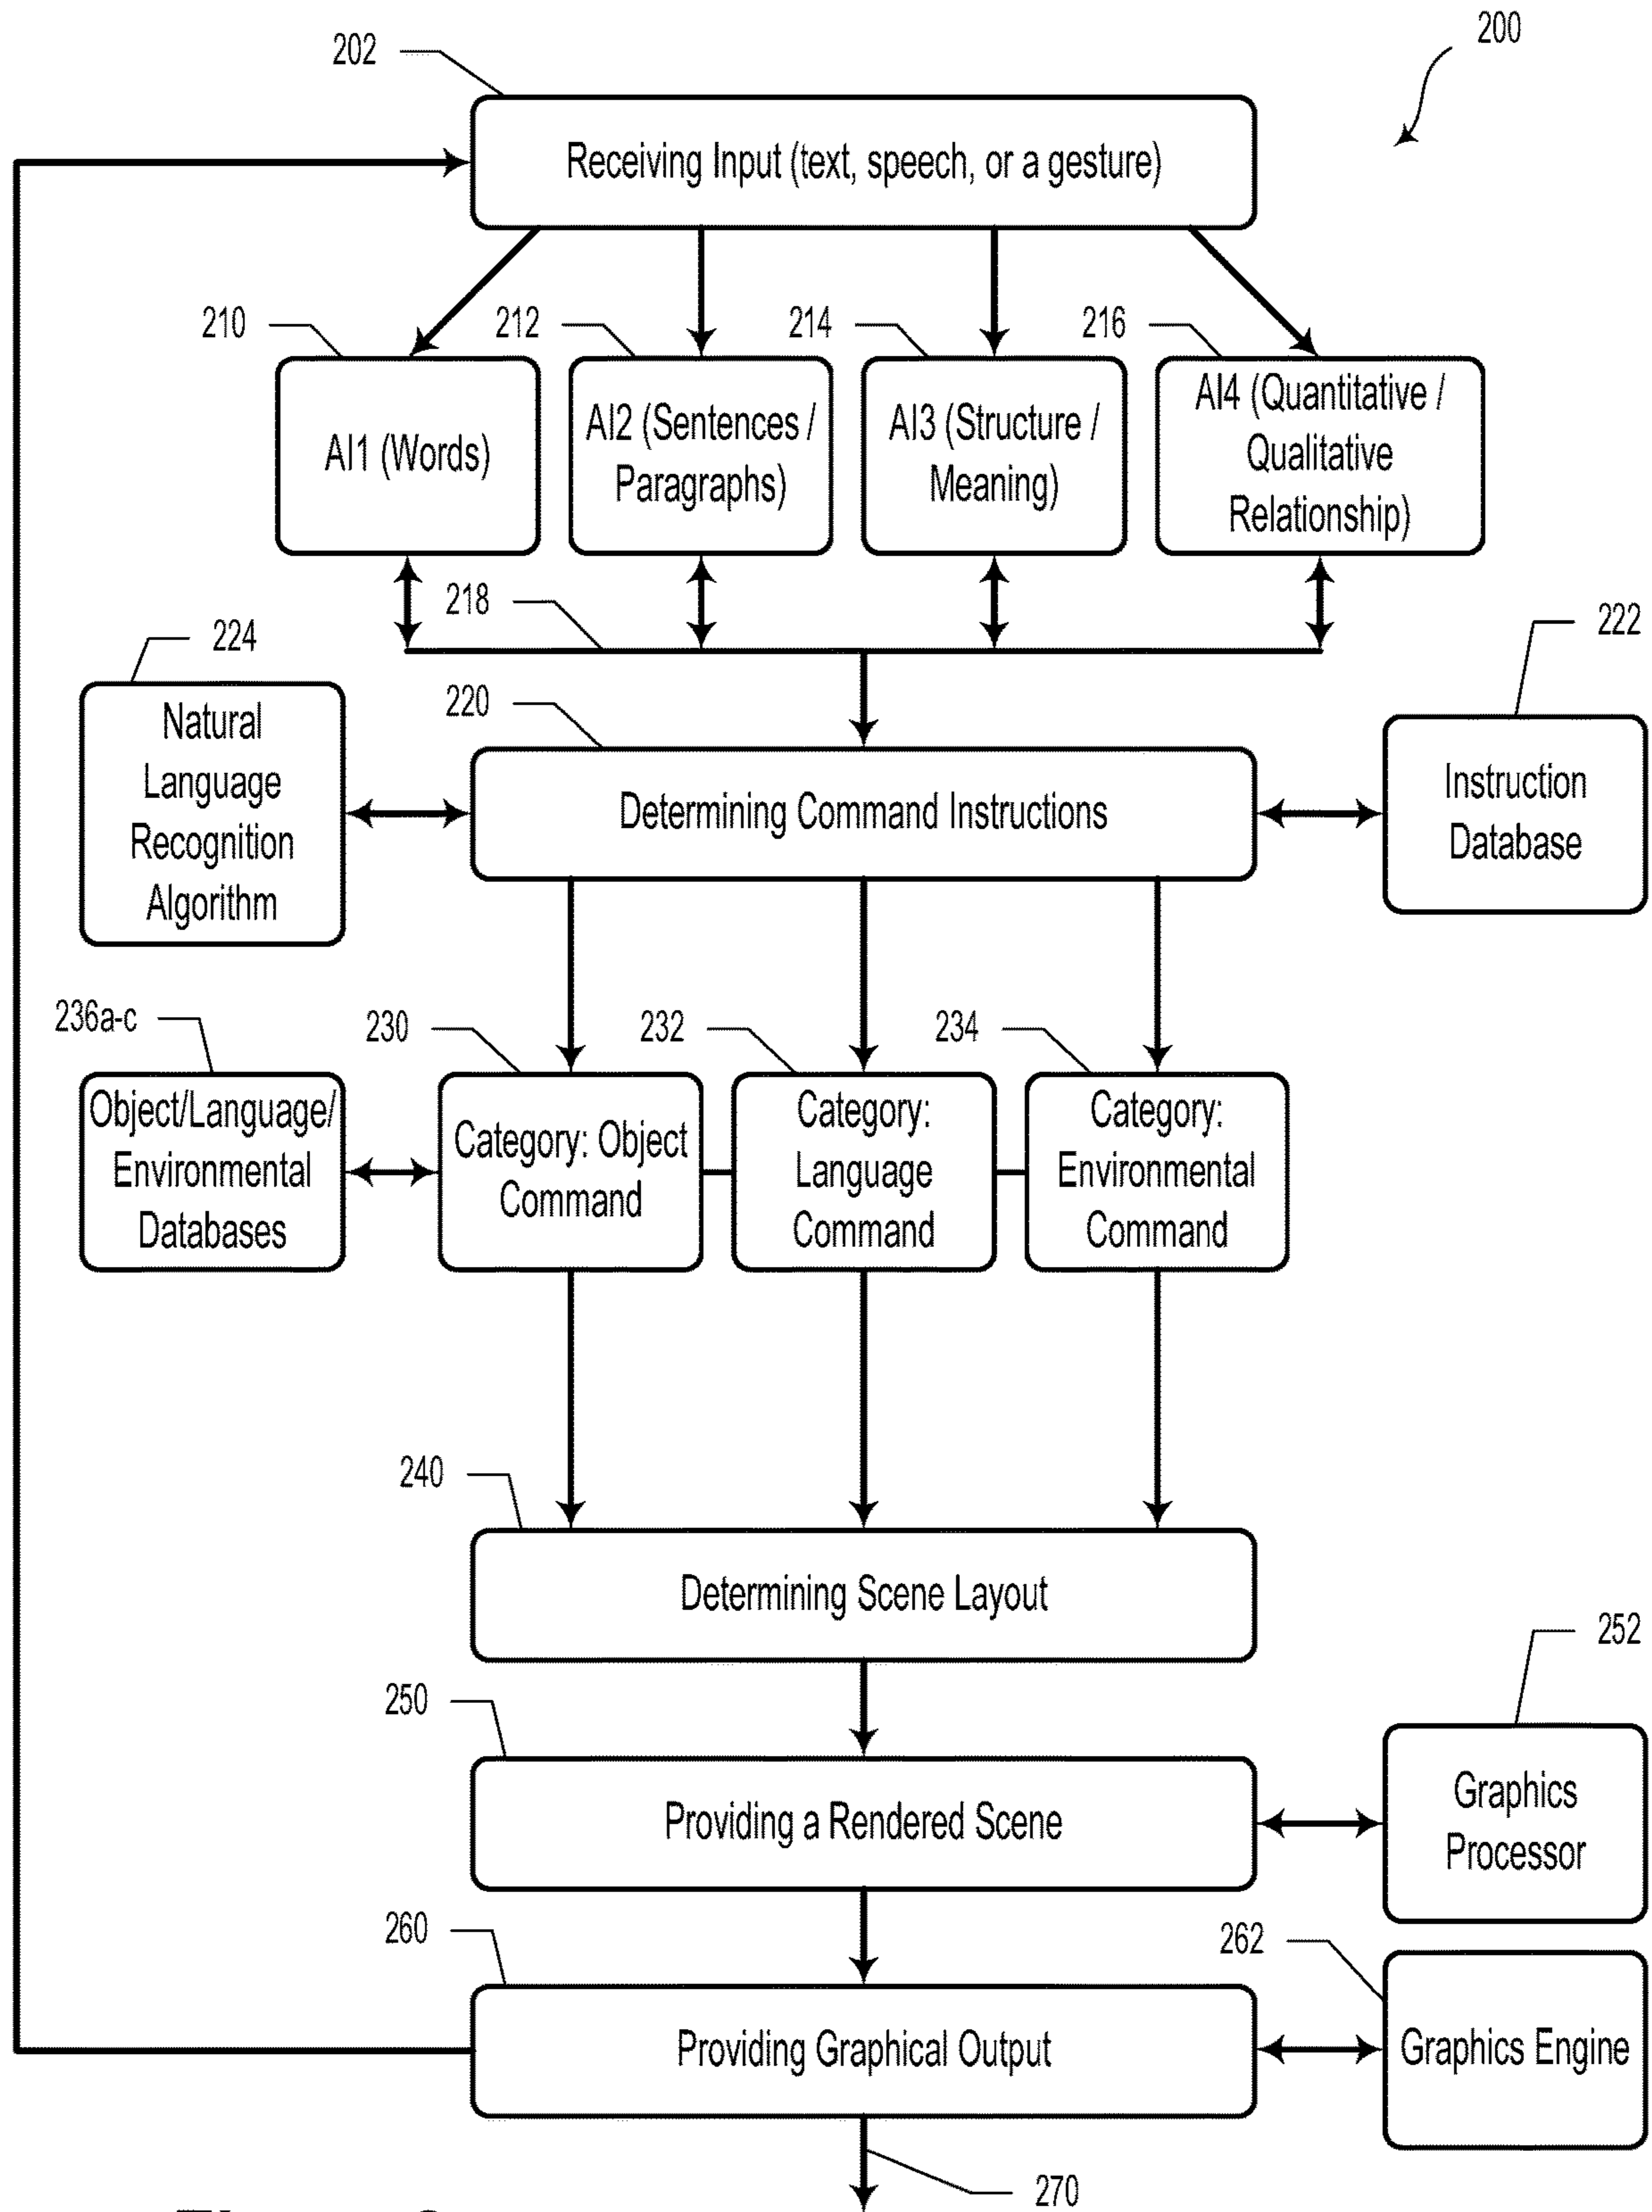 200
202
Receiving Input (text, speech, or a gesture)
210
212
214
216
AI1 (Words)
AI2 (Sentences /
Paragraphs)
AI3 (Structure /
Meaning)
AI4 (Quantitative /
Qualitative
Relationship)
218
224
222
Natural
Language
Recognition
Algorithm
220
Determining Command Instructions
Instruction
Database
236a-c
230
232
234
Object/Language/
Environmental
Databases
Category: Object
Command
Category:
Language
Command
Category:
Environmental
Command
240
Determining Scene Layout
252
250
Providing a Rendered Scene
Graphics
Processor
260
262
Providing Graphical Output
Graphics Engine
270